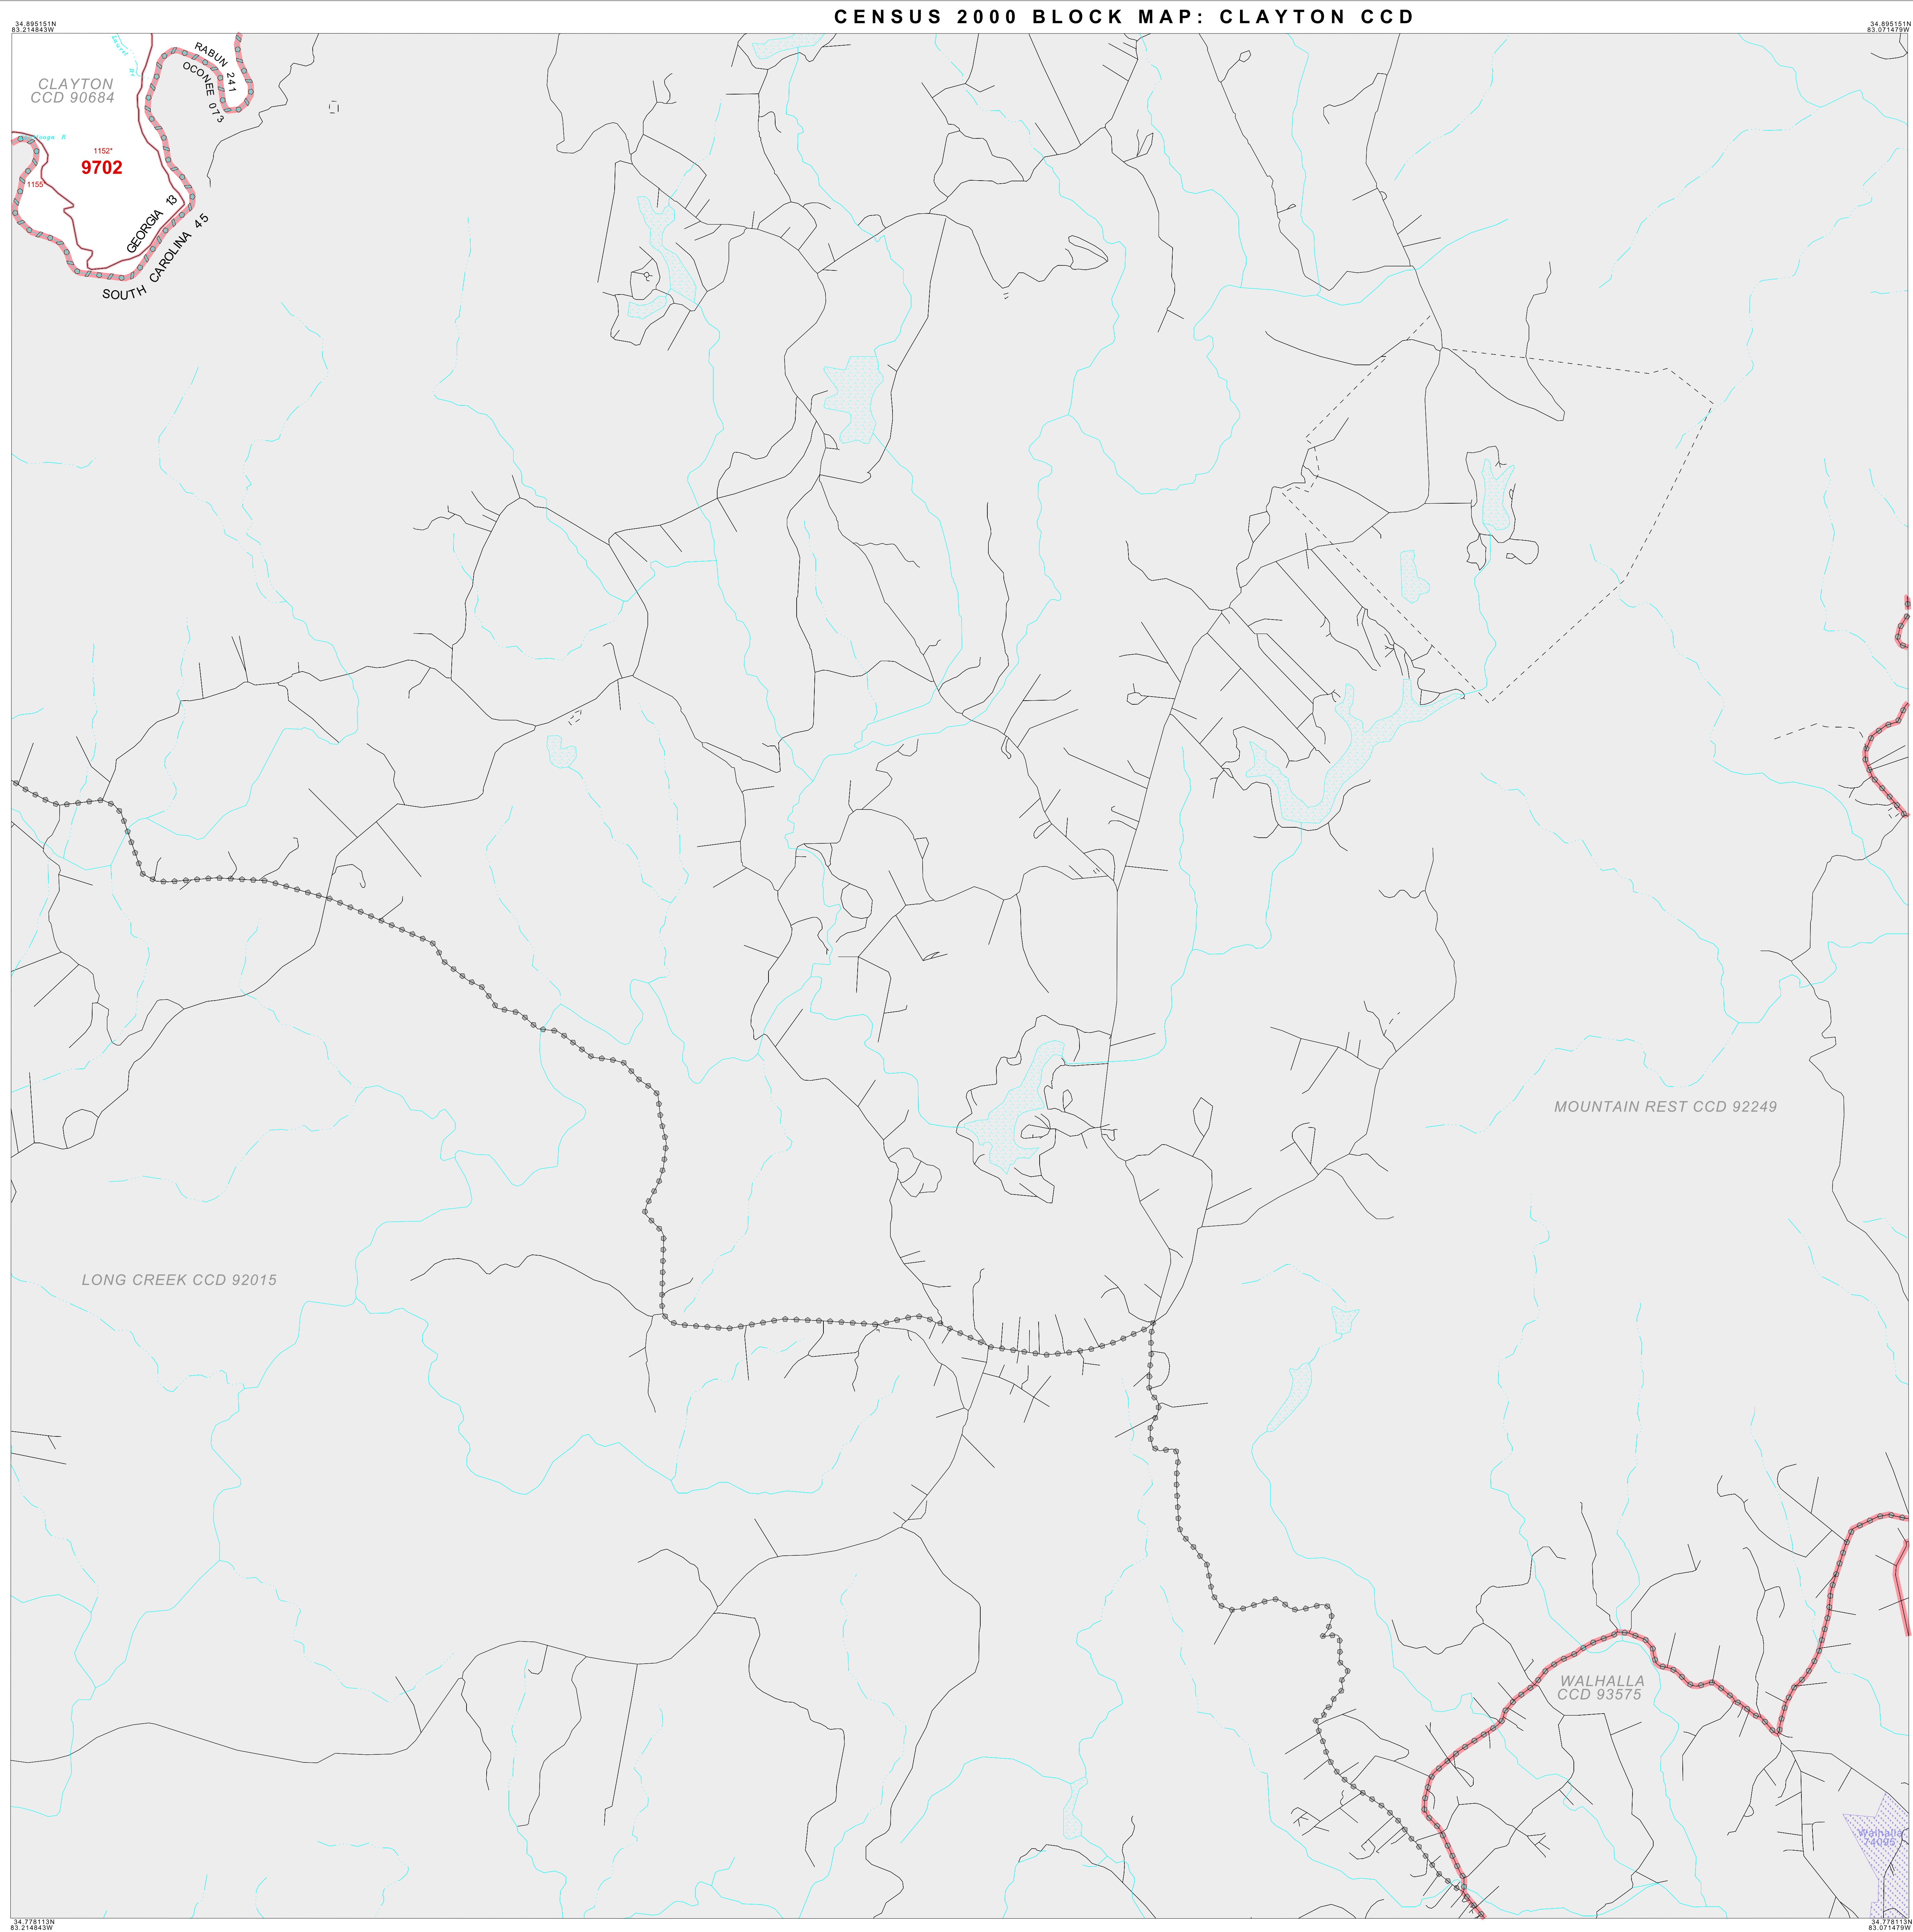 CENSUS 2000 BLOCK MAP: CLAYTON CCD
34.895151N
83.214843W
34.895151N
83.071479W
RABUN 241
OCONEE 073
CLAYTON
CCD 90684
1152*
9702
1155
GEORGIA 13
SOUTH CAROLINA 45
MOUNTAIN REST CCD 92249
LONG CREEK CCD 92015
WALHALLA
CCD 93575
Walhalla
74095
34.778113N
83.214843W
34.778113N
83.071479W